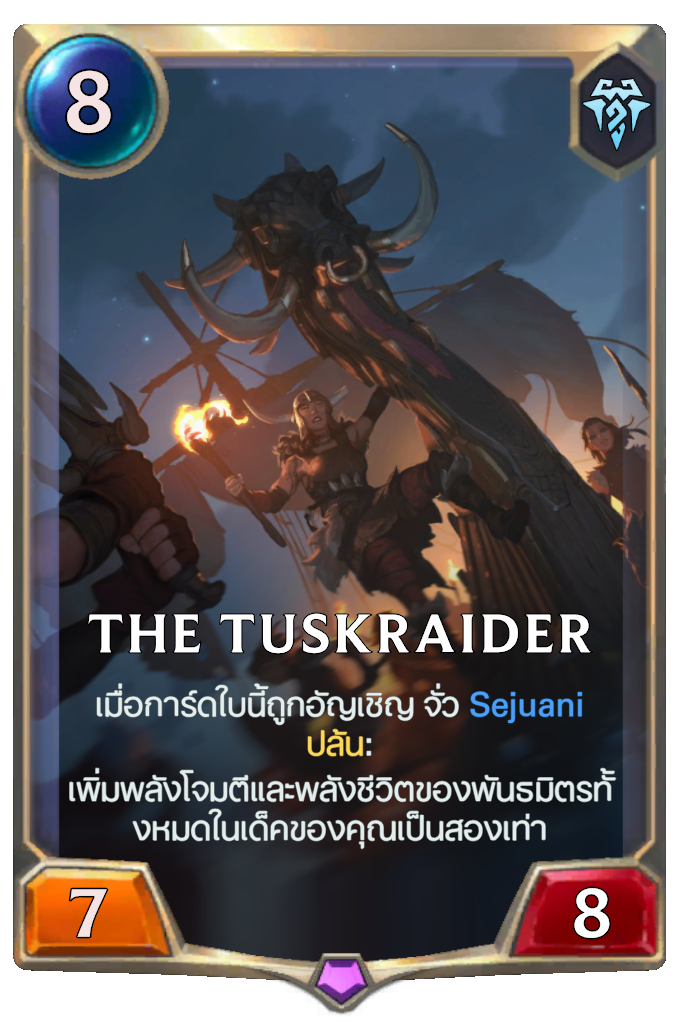 8
THE TUSKRAIDER
เมื่อการ์ดใบนี้ถูกอัญเชิญ จั่ว Sejuani
ปล้น:
เพิ่มพลังโจมตีและพลังชีวิตของพันธมิตรทั้
งหมดในเด็คของคุณเป็นสองเท่า
7
8